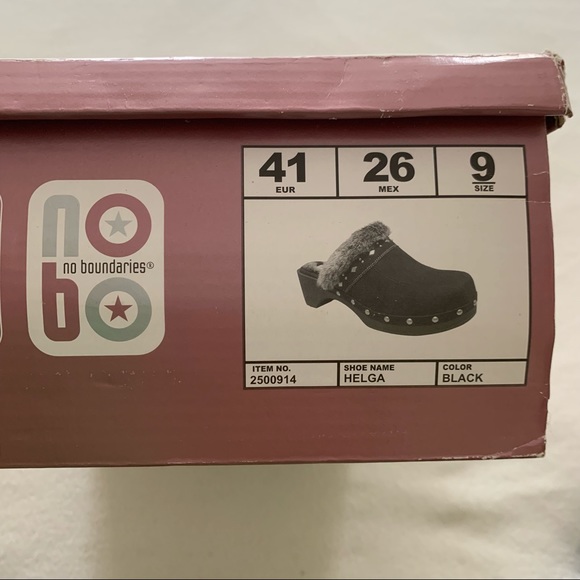 no
no boundaries®
bo
41
EUR
26
MEX
9
SIZE
ITEM NO.
2500914
SHOE NAME
HELGA
COLOR
BLACK